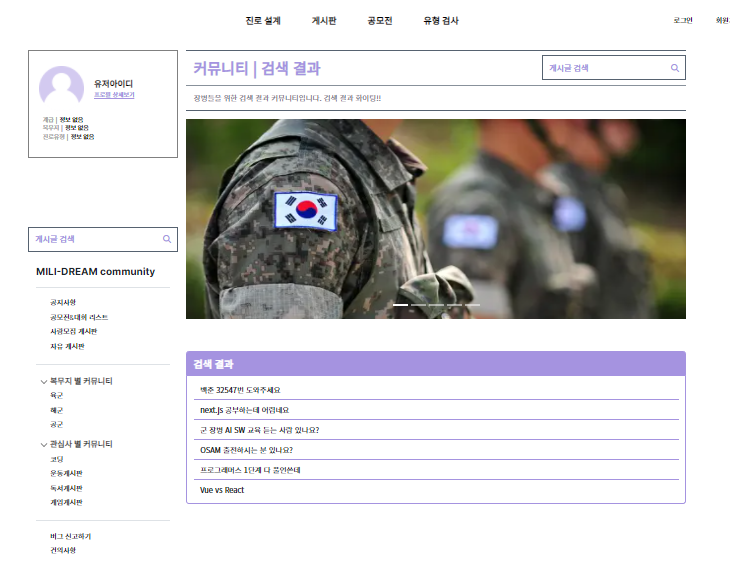 진로 설계 게시판 공모전 유형 검사
로그인 회원
유저아이디
프로필 상세보기
계급 | 정보 없음
복무지 | 정보 없음
진로유형 | 정보 없음
게시글 검색
MILI-DREAM community
공지사항
공모전&대회 리스트
사람모집 게시판
자유 게시판
복무지 별 커뮤니티
육군
해군
공군
관심사 별 커뮤니티
코딩
운동게시판
독서게시판
게임게시판
버그 신고하기
건의사항
커뮤니티 | 검색 결과
게시글 검색
장병들을 위한 검색 결과 커뮤니티입니다. 검색 결과 화이팅!!
검색 결과
백준 32547번 도와주세요
next.js 공부하는데 어렵네요
군 장병 AI SW 교육 듣는 사람 있나요?
OSAM 출전하시는 분 있나요?
프로그래머스 1단계 다 풀인쓴데
Vue vs React